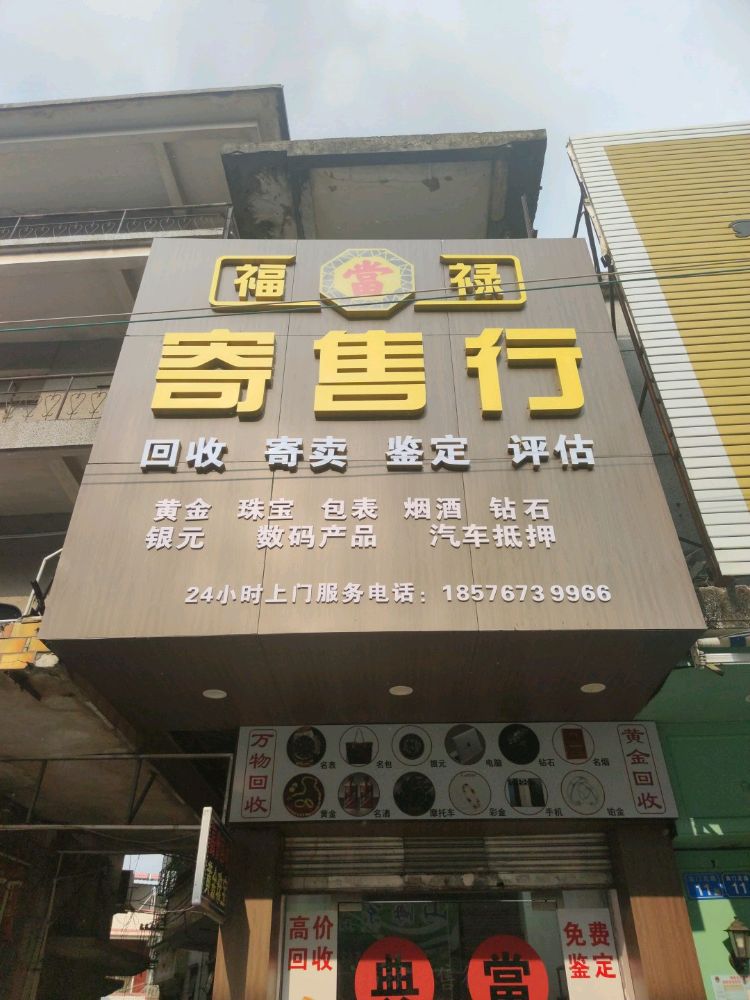 福 當 禄
寄售行
回收 寄卖 鉴定 评估
黄金 珠宝 包表 烟酒 钻石
银元 数码产品 汽车抵押
24小时上门服务电话：18576739966
万物回收
名表 名包 银元 电脑 钻石 名烟
黄金 名酒 摩托车 彩金 手机 铂金
黄金回收
高价
回收
典當
免费
鉴定
11